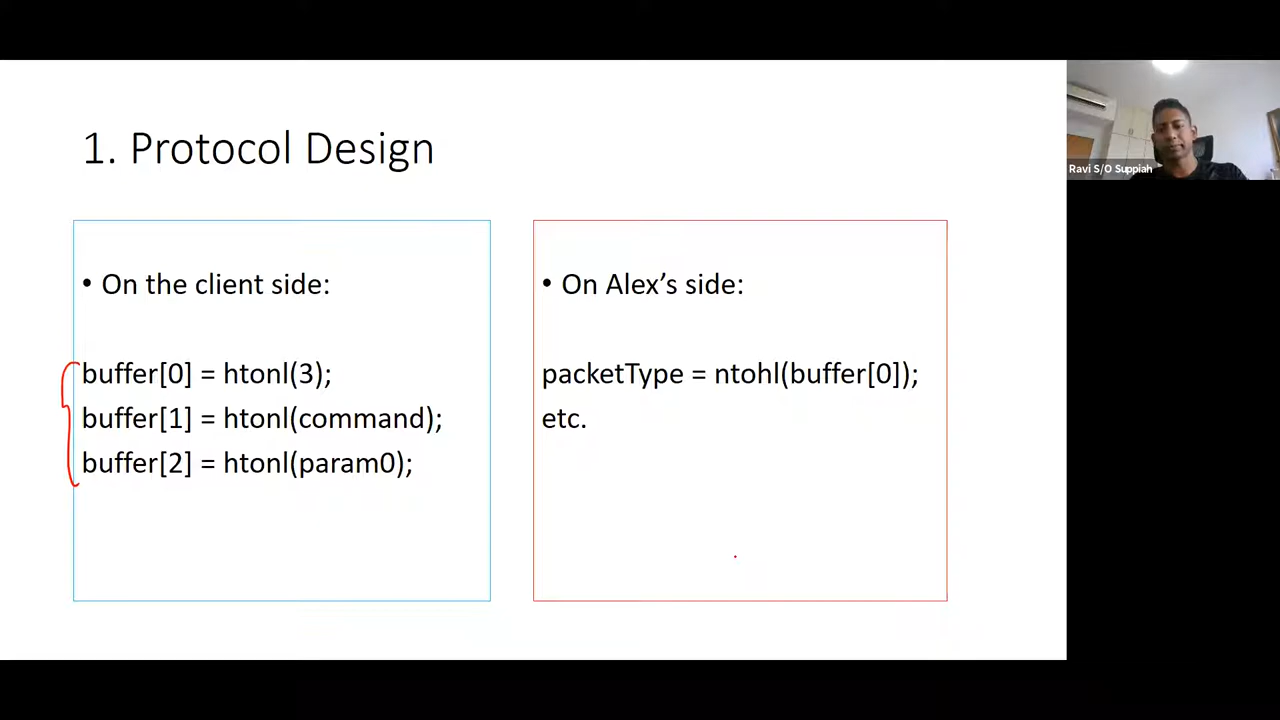 1. Protocol Design
Ravi S/O Suppiah
• On the client side:
buffer[0] = htonl(3);
buffer[1] = htonl(command);
buffer[2] = htonl(param0);
• On Alex’s side:
packetType = ntohl(buffer[0]);
etc.